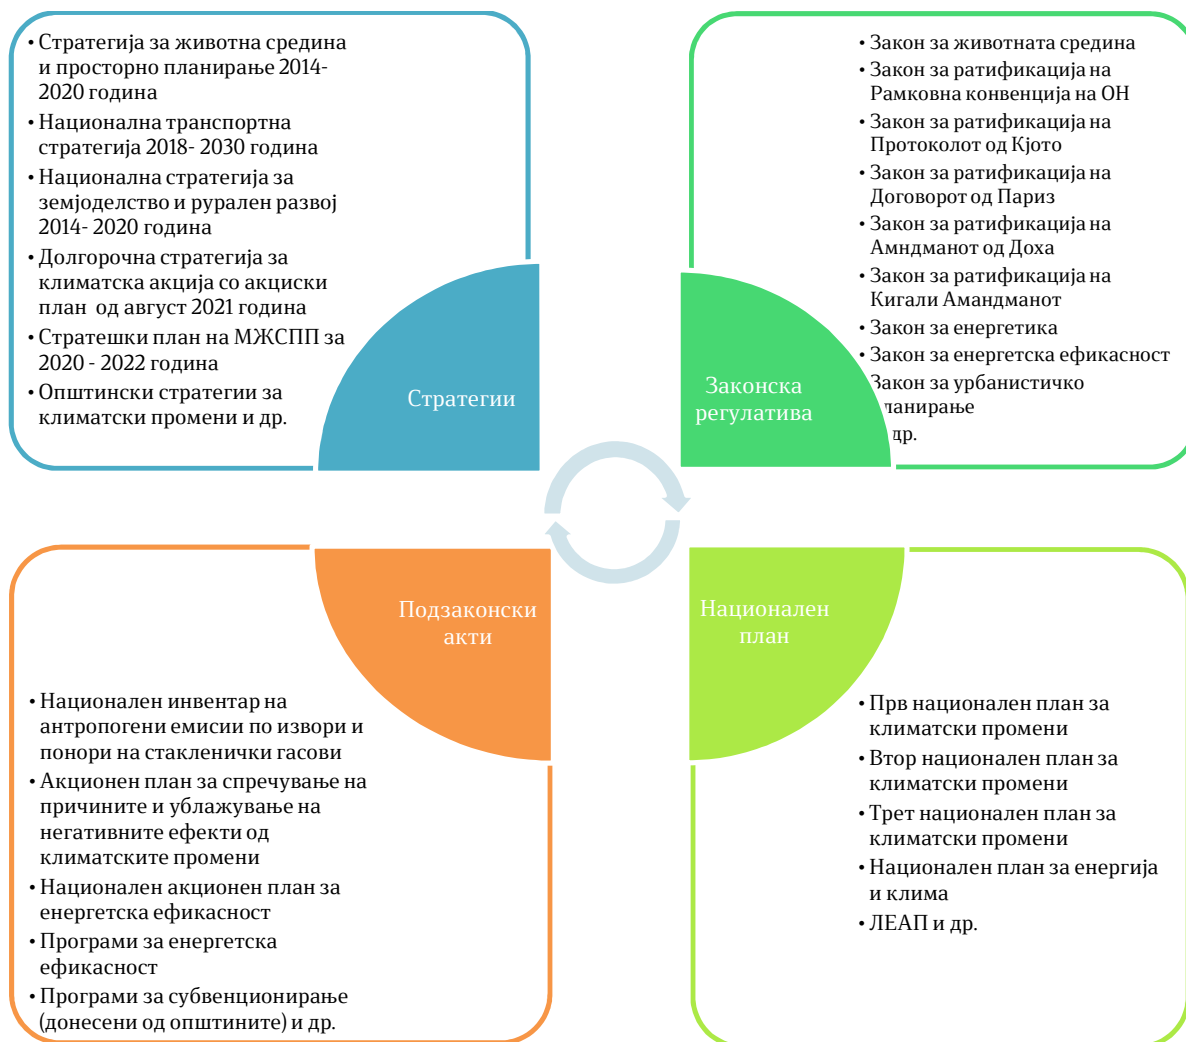 • Стратегија за животна средина
и просторно планирање 2014-
2020 година
• Национална транспортна
стратегија 2018- 2030 година
• Национална стратегија за
земјоделство и рурален развој
2014- 2020 година
• Долгорочна стратегија за
климатска акција со акциски
план од август 2021 година
• Стратешки план на МЖСПП за
2020 - 2022 година
• Општински стратегии за
климатски промени и др.
Стратегии
• Закон за животната средина
• Закон за ратификација на
Рамковна конвенција на ОН
• Закон за ратификација на
Протоколот од Кјото
• Закон за ратификација на
Договорот од Париз
• Закон за ратификација на
Амндманот од Доха
• Закон за ратификација на
Кигали Амандманот
• Закон за енергетика
• Закон за енергетска ефикасност
Закон за урбанистичко
ланирање
др.
Законска
регулатива
Подзаконски
акти
• Национален инвентар на
антропогени емисии по извори и
понори на стакленички гасови
• Акционен план за спречување на
причините и ублажување на
негативните ефекти од
климатските промени
• Национален акционен план за
енергетска ефикасност
• Програми за енергетска
ефикасност
• Програми за субвенционирање
(донесени од општините) и др.
Национален
план
• Прв национален план за
климатски промени
• Втор национален план за
климатски промени
• Трет национален план за
климатски промени
• Национален план за енергија
и клима
• ЛЕАП и др.